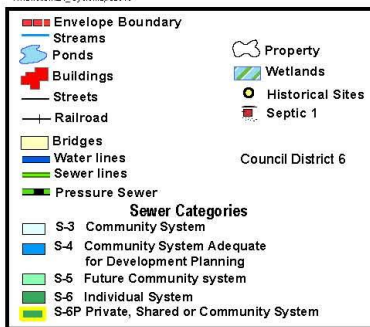 Envelope Boundary
Streams
Ponds
Buildings
Streets
Railroad
Bridges
Water lines
Sewer lines
Pressure Sewer
Property
Wetlands
Historical Sites
Septic 1
Council District 6
Sewer Categories
S-3 Community System
S-4 Community System Adequate
for Development Planning
S-5 Future Community system
S-6 Individual System
S-6P Private, Shared or Community System